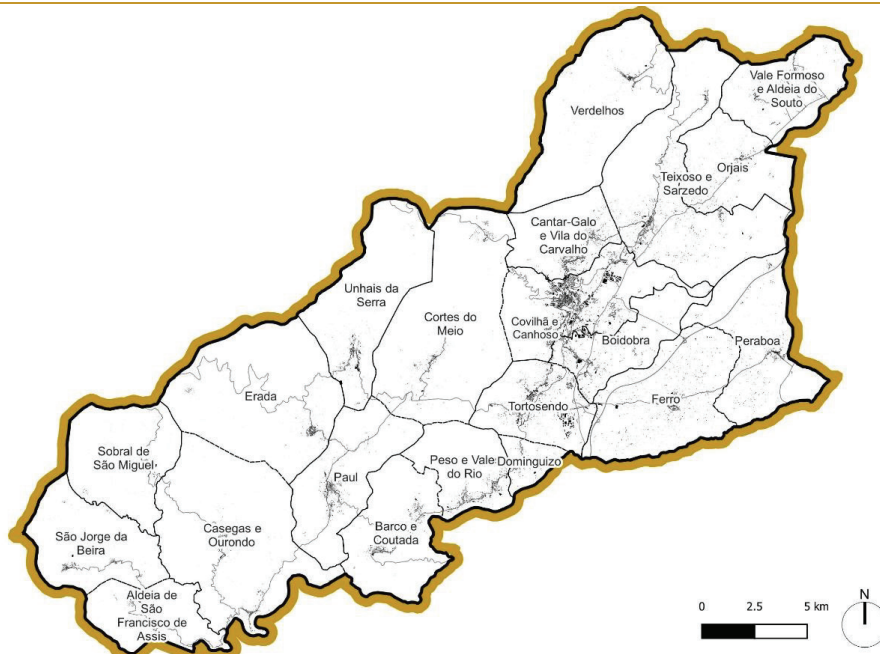 Vale Formoso
e Aldeia do
Souto
Verdelhos
Orjais
Teixoso e
Sarzedo
Cantar-Galo
e Vila do
Carvalho
Unhais da
Serra
Cortes do
Meio
Covilhã e
Canhoso
Boidobra
Peraboa
Erada
Ferro
Tortosendo
Sobral de
São Miguel
Peso e Vale
do Rio
Dominguizo
Paul
Casegas e
Ourondo
Barco e
Coutada
São Jorge da
Beira
Aldeia de
São
Francisco de
Assis
0 2.5 5 km
N